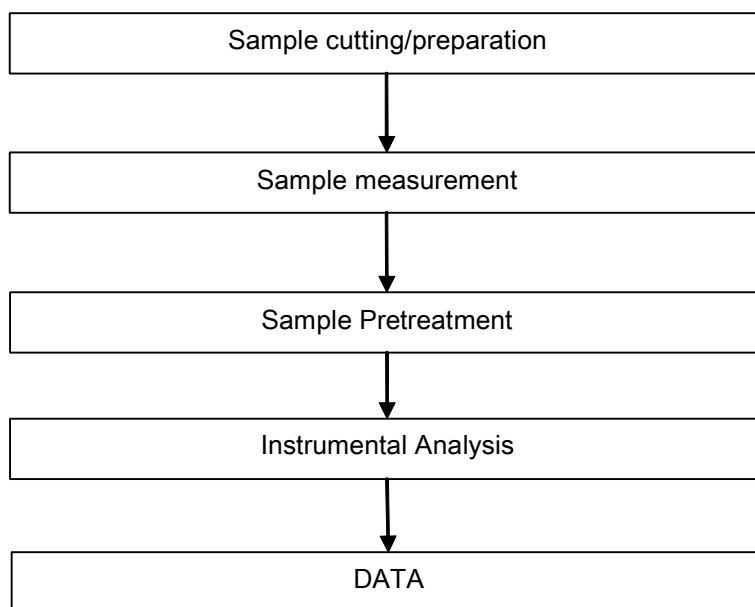 Sample cutting/preparation
Sample measurement
Sample Pretreatment
Instrumental Analysis
DATA